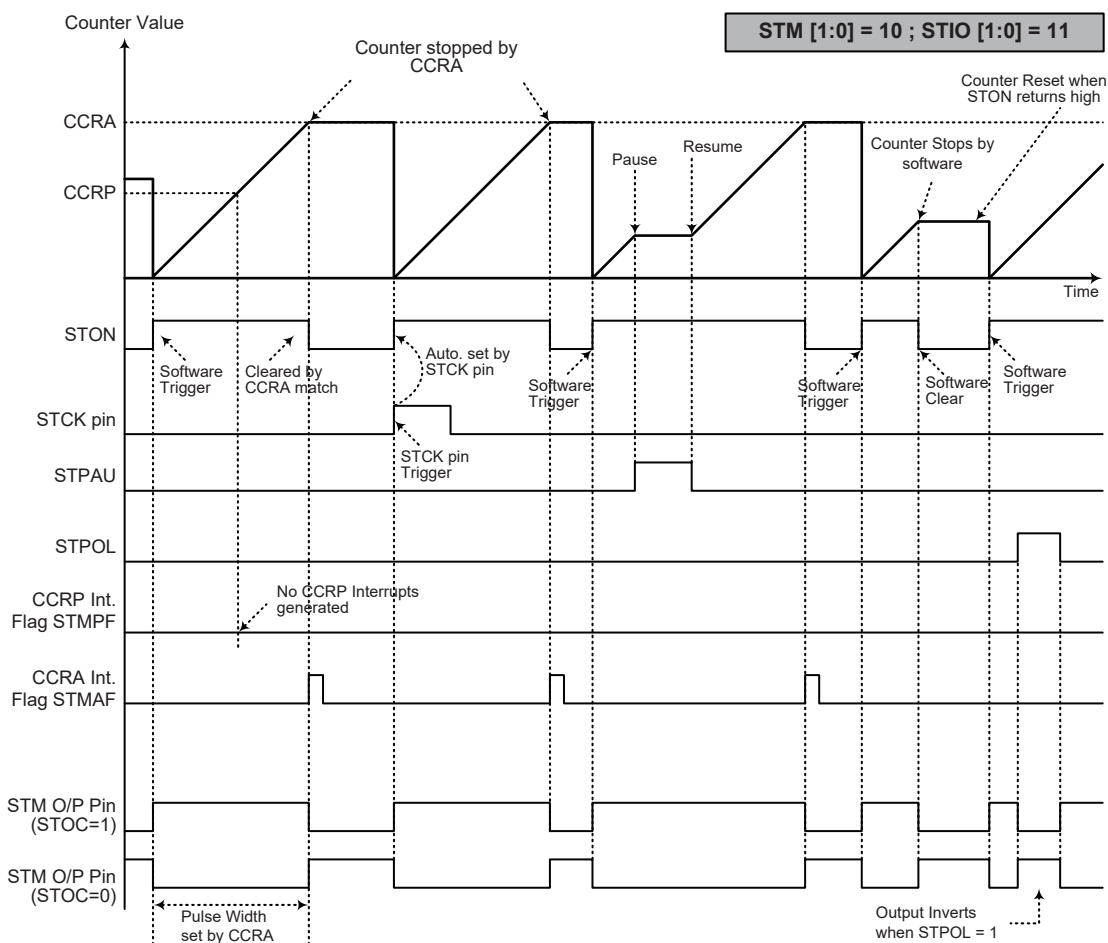 Counter Value
STM [1:0] = 10 ; STIO [1:0] = 11
Counter stopped by
CCRA
Counter Reset when
STON returns high
CCRA
Pause
Resume
Counter Stops by
software
CCRP
Time
STON
Software
Trigger
Cleared by
CCRA match
Auto. set by
STCK pin
Software
Trigger
Software
Trigger
Software
Clear
Software
Trigger
STCK pin
STCK pin
Trigger
STPAU
STPOL
CCRP Int.
Flag STMPF
No CCRP Interrupts
generated
CCRA Int.
Flag STMAF
STM O/P Pin
(STOC=1)
STM O/P Pin
(STOC=0)
Pulse Width
set by CCRA
Output Inverts
when STPOL = 1